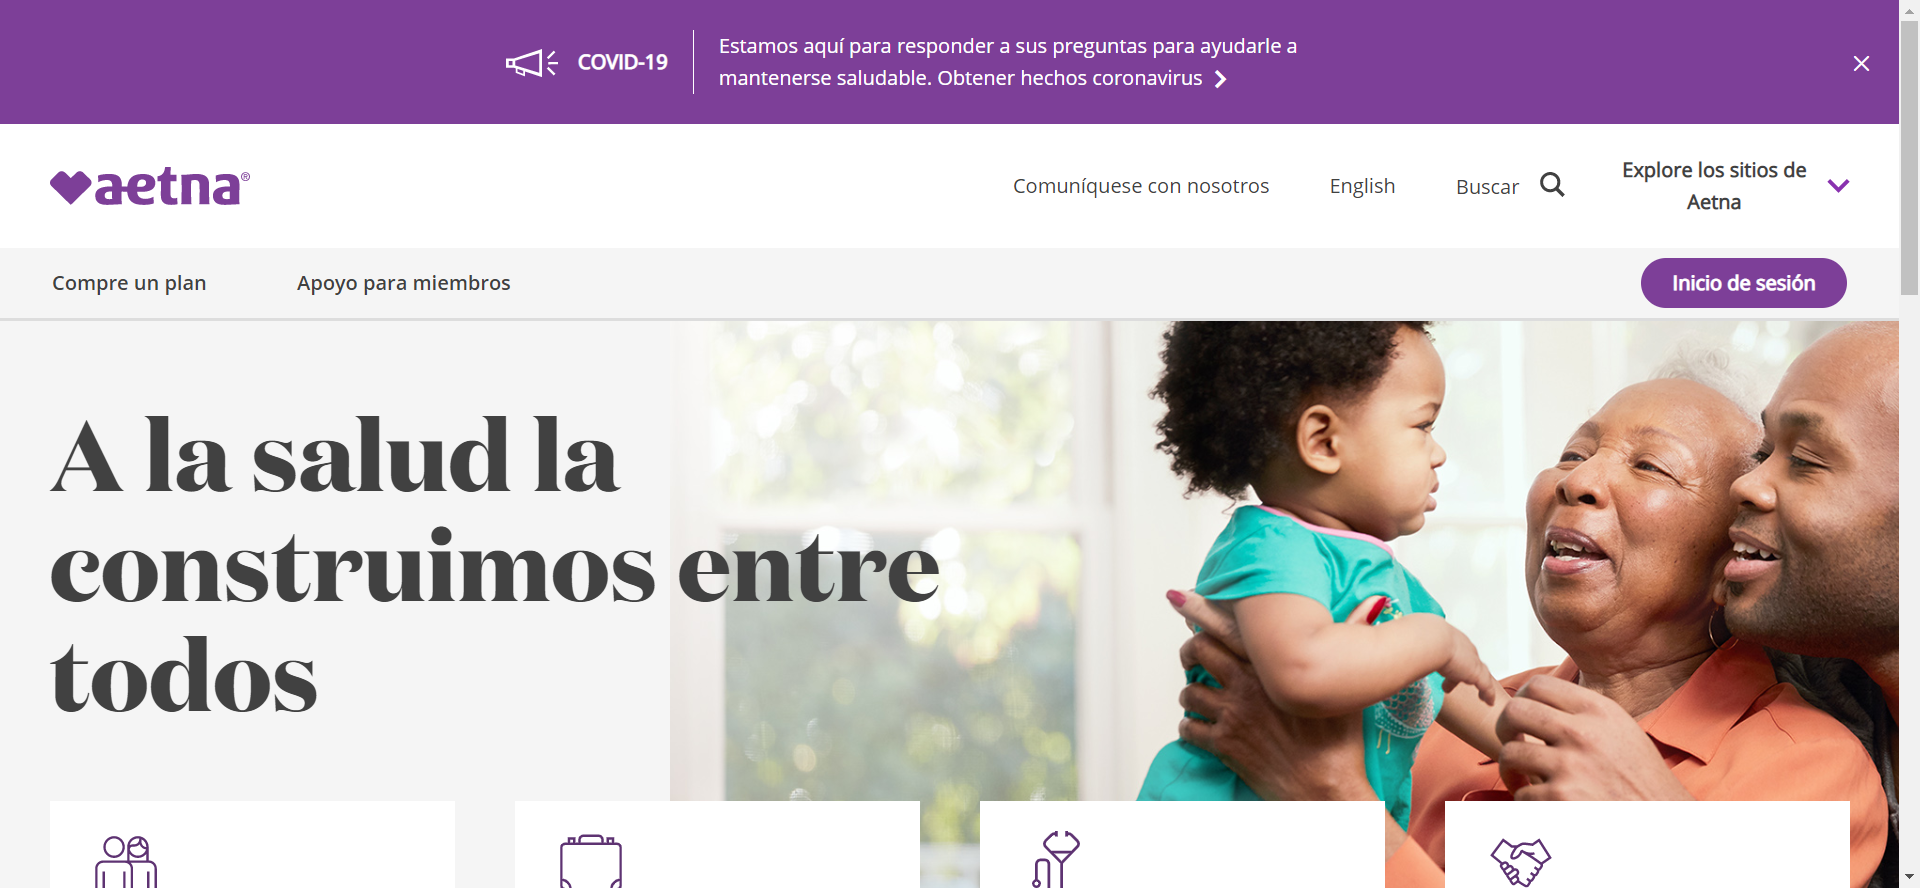 COVID-19
Estamos aquí para responder a sus preguntas para ayudarle a
mantenerse saludable. Obtener hechos coronavirus
aetna®
Comuníquese con nosotros
English
Buscar
Explore los sitios de
Aetna
Compre un plan
Apoyo para miembros
Inicio de sesión
A la salud la
construimos entre
todos